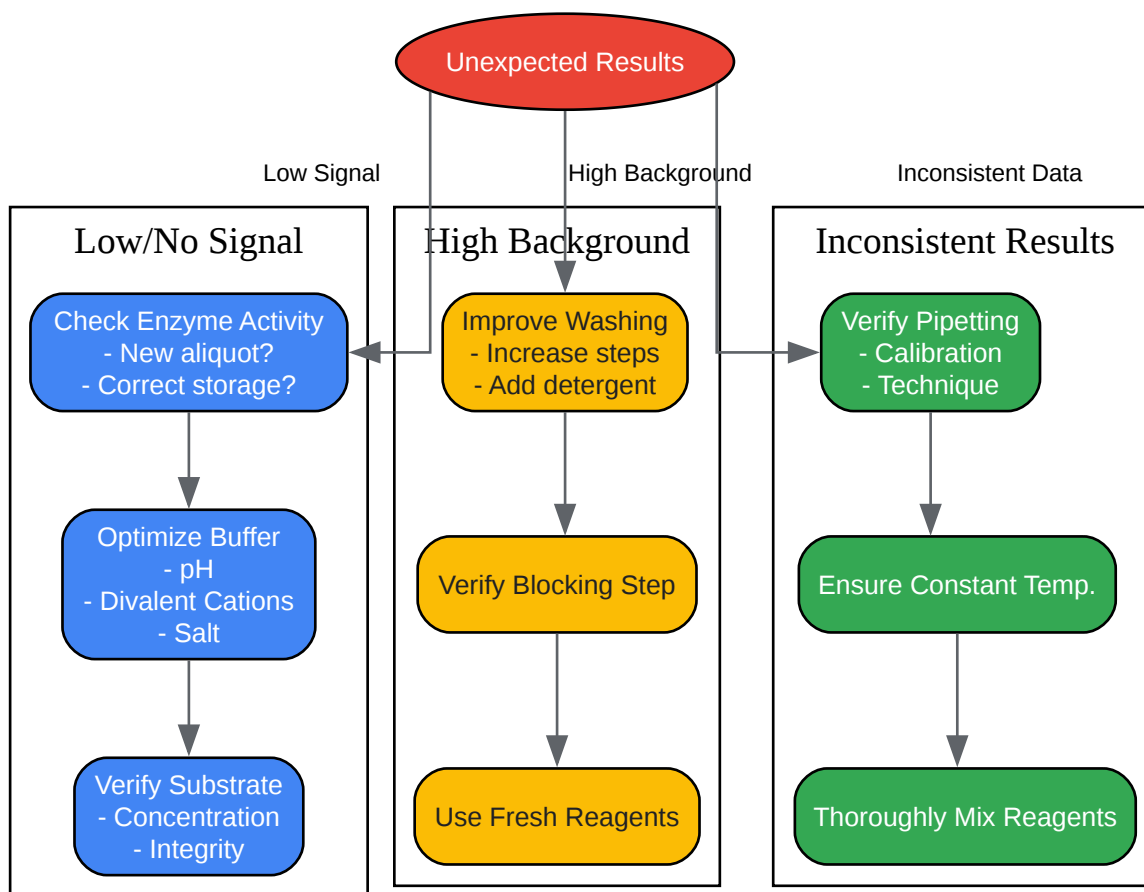 Unexpected Results
Low Signal
High Background
Inconsistent Data
Low/No Signal
Check Enzyme Activity
- New aliquot?
- Correct storage?
Optimize Buffer
- pH
- Divalent Cations
- Salt
Verify Substrate
- Concentration
- Integrity
High Background
Improve Washing
- Increase steps
- Add detergent
Verify Blocking Step
Use Fresh Reagents
Inconsistent Results
Verify Pipetting
- Calibration
- Technique
Ensure Constant Temp.
Thoroughly Mix Reagents